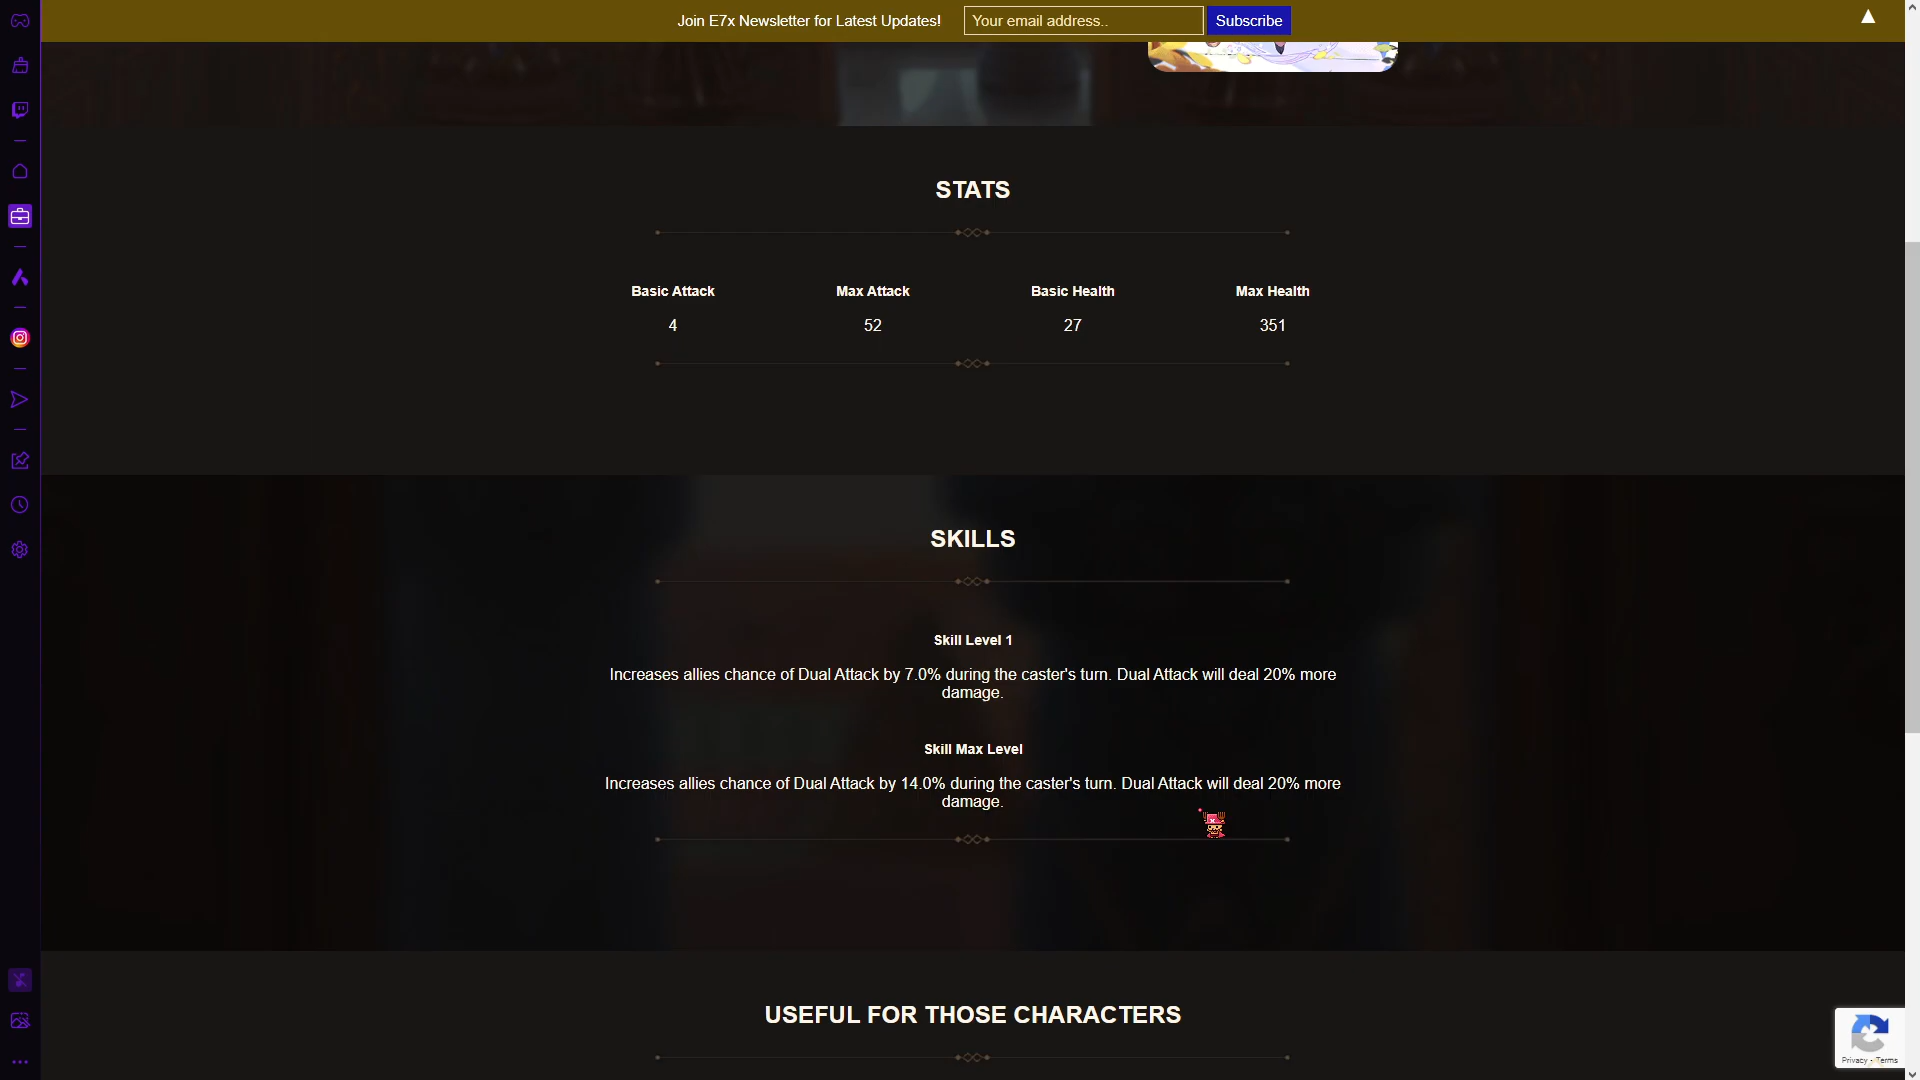 Join E7x Newsletter for Latest Updates!
Your email address..
Subscribe
▲
STATS
Basic Attack
Max Attack
Basic Health
Max Health
4
52
27
351
SKILLS
Skill Level 1
Increases allies chance of Dual Attack by 7.0% during the caster's turn. Dual Attack will deal 20% more
damage.
Skill Max Level
Increases allies chance of Dual Attack by 14.0% during the caster's turn. Dual Attack will deal 20% more
damage.
USEFUL FOR THOSE CHARACTERS
Privacy - Terms